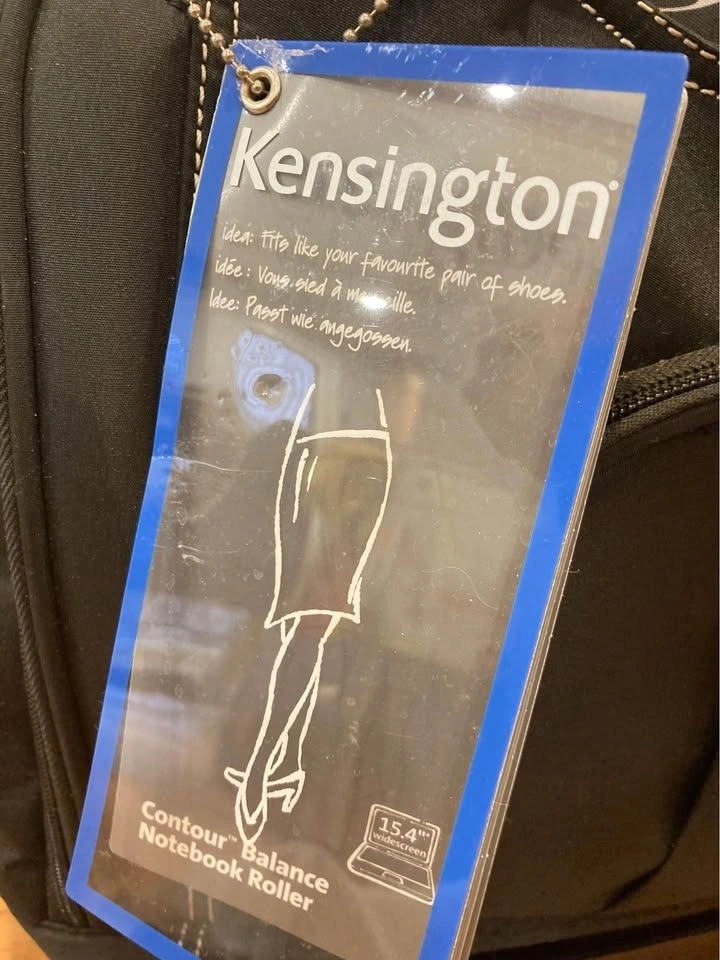 Kensington®
idea: Fits like your favourite pair of shoes.
idée : Vous sied à merveille.
Idee: Passt wie angegossen.
Contour™ Balance
Notebook Roller
15.4"*
widescreen